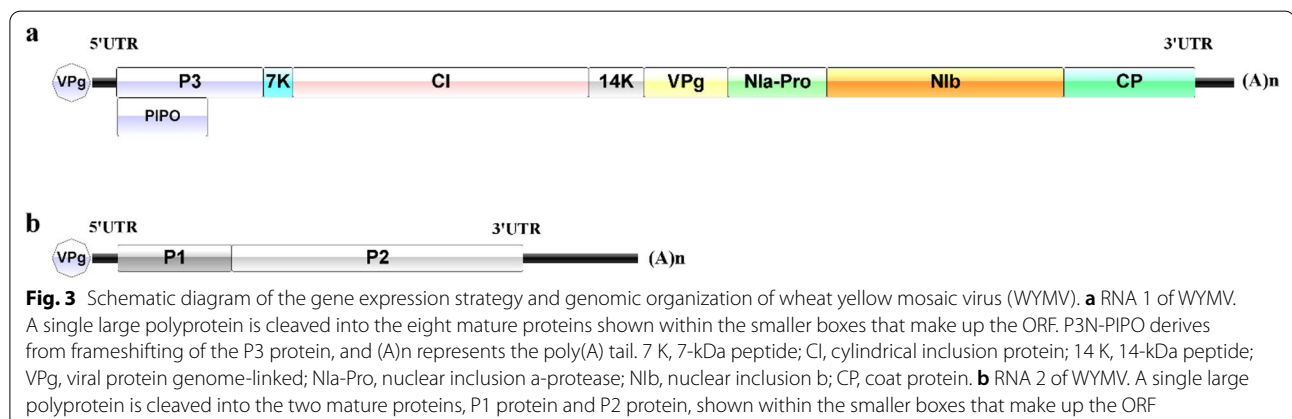 a
5'UTR
3'UTR
VPg P3 7K CI 14K VPg NIa-Pro NIb CP (A)n
PIPO
b
5'UTR
3'UTR
VPg P1 P2 (A)n
Fig. 3 Schematic diagram of the gene expression strategy and genomic organization of wheat yellow mosaic virus (WYMV). a RNA 1 of WYMV.
A single large polyprotein is cleaved into the eight mature proteins shown within the smaller boxes that make up the ORF. P3N-PIPO derives
from frameshifting of the P3 protein, and (A)n represents the poly(A) tail. 7 K, 7-kDa peptide; CI, cylindrical inclusion protein; 14 K, 14-kDa peptide;
VPg, viral protein genome-linked; NIa-Pro, nuclear inclusion a-protease; NIb, nuclear inclusion b; CP, coat protein. b RNA 2 of WYMV. A single large
polyprotein is cleaved into the two mature proteins, P1 protein and P2 protein, shown within the smaller boxes that make up the ORF